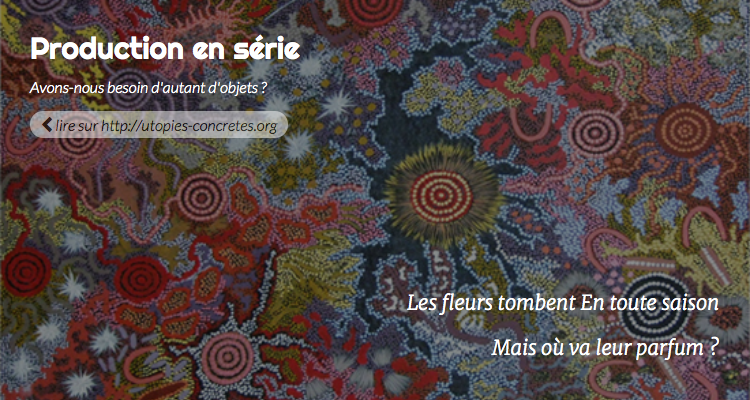 Production en série
Avons-nous besoin d'autant d'objets ?
lire sur http://utopies-concretes.org
Les fleurs tombent En toute saison
Mais où va leur parfum ?